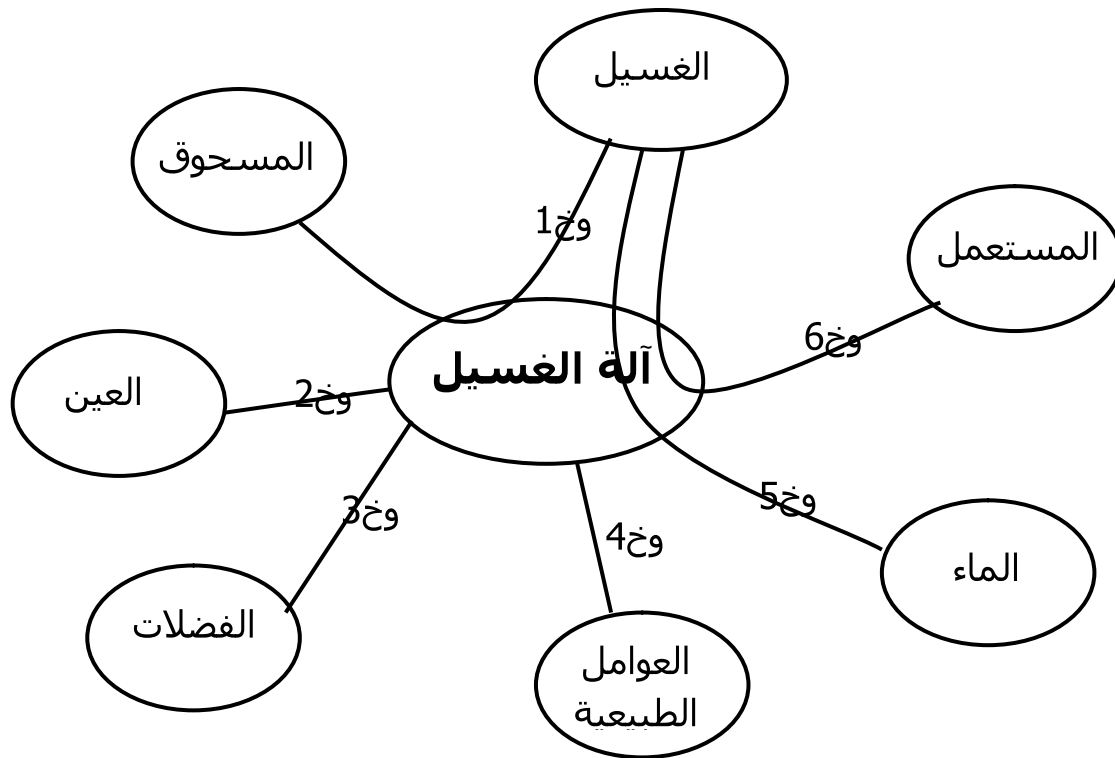 الغسيل
المسحوق
وخ1
المستعمل
وخ6
آلة الغسيل
العين
وخ2
وخ3
وخ5
وخ4
الماء
الفضلات
العوامل
الطبيعية